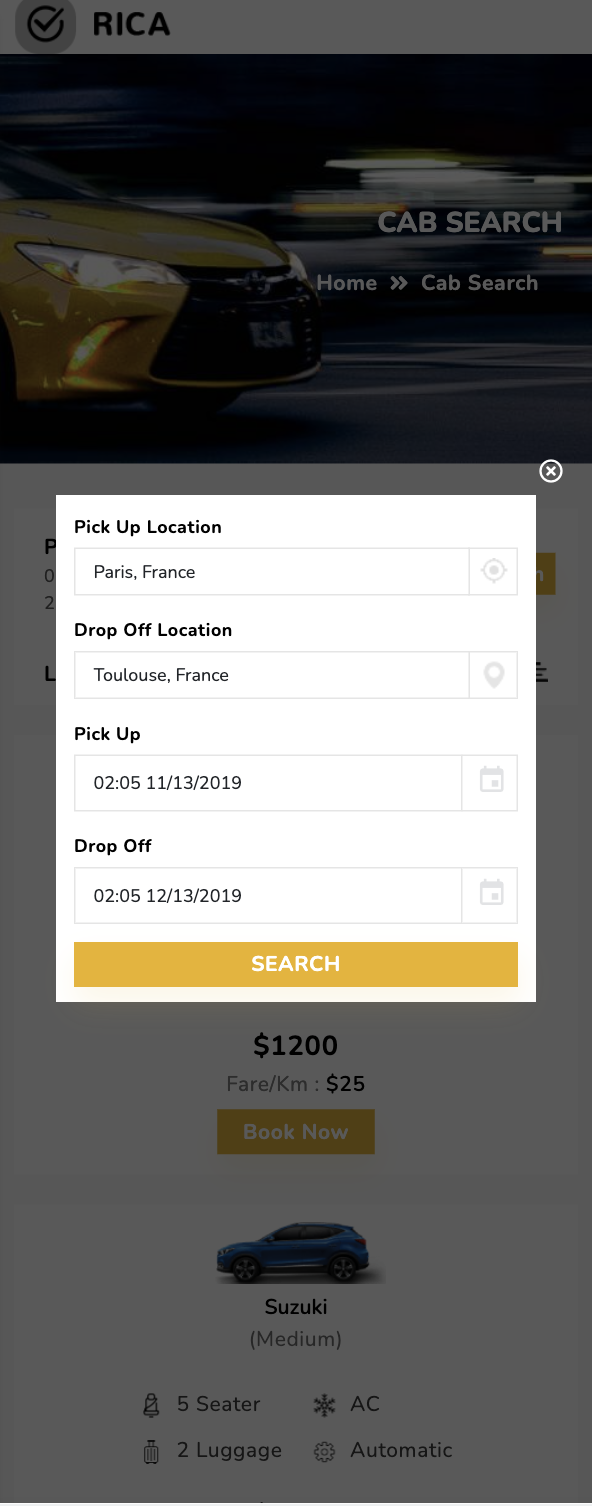 RICA
CAB SEARCH
Home » Cab Search
Pick Up Location
Paris, France
Drop Off Location
Toulouse, France
Pick Up
02:05 11/13/2019
Drop Off
02:05 12/13/2019
SEARCH
$1200
Fare/Km : $25
Book Now
Suzuki
(Medium)
5 Seater AC
2 Luggage Automatic